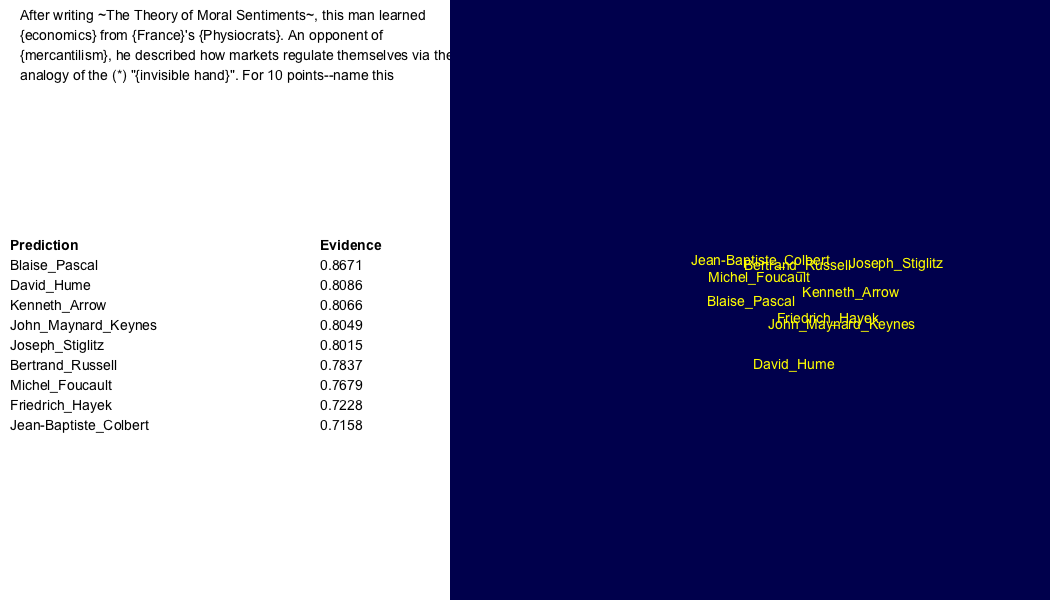 After writing ~The Theory of Moral Sentiments~, this man learned
{economics} from {France}'s {Physiocrats}. An opponent of
{mercantilism}, he described how markets regulate themselves via the
analogy of the (*) "{invisible hand}". For 10 points--name this
Prediction Evidence
Blaise_Pascal 0.8671
David_Hume 0.8086
Kenneth_Arrow 0.8066
John_Maynard_Keynes 0.8049
Joseph_Stiglitz 0.8015
Bertrand_Russell 0.7837
Michel_Foucault 0.7679
Friedrich_Hayek 0.7228
Jean-Baptiste_Colbert 0.7158
Jean-Baptiste_Colbert
Bertrand_Russell
Joseph_Stiglitz
Michel_Foucault
Kenneth_Arrow
Blaise_Pascal
Friedrich_Hayek
John_Maynard_Keynes
David_Hume